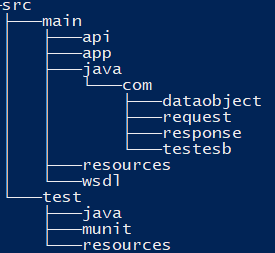 src
main
api
app
java
com
dataobject
request
response
testesb
resources
wsdl
test
java
munit
resources